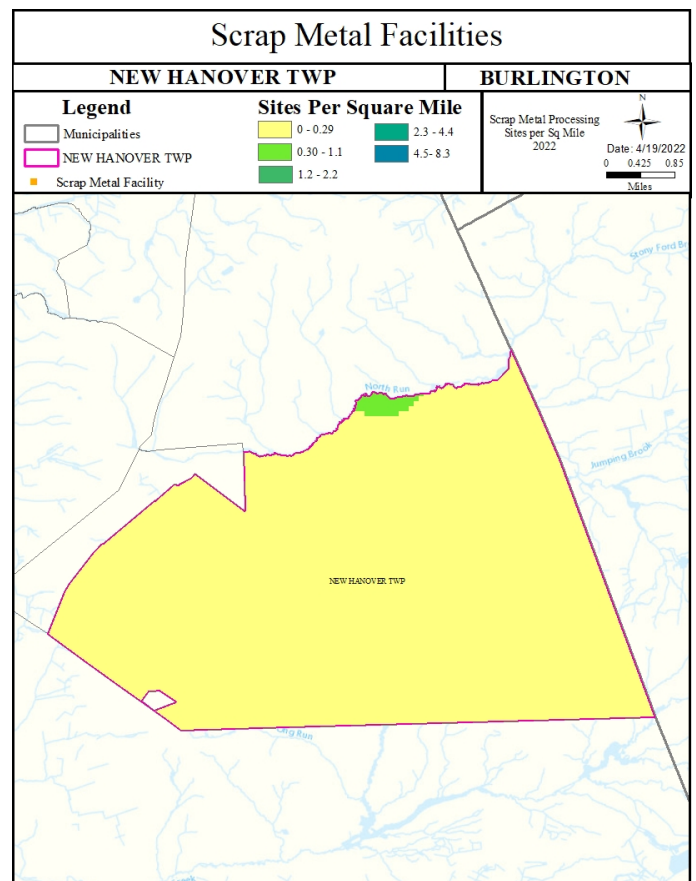 Scrap Metal Facilities
NEW HANOVER TWP
BURLINGTON
Legend
Municipalities
NEW HANOVER TWP
Scrap Metal Facility
Sites Per Square Mile
0 - 0.29
0.30 - 1.1
1.2 - 2.2
2.3 - 4.4
4.5- 8.3
Scrap Metal Processing
Sites per Sq Mile
2022
N
Date: 4/19/2022
0 0.425 0.85
Miles
Stony Ford
North Run
Jumping Brook
NEW HANOVER TWP
Run